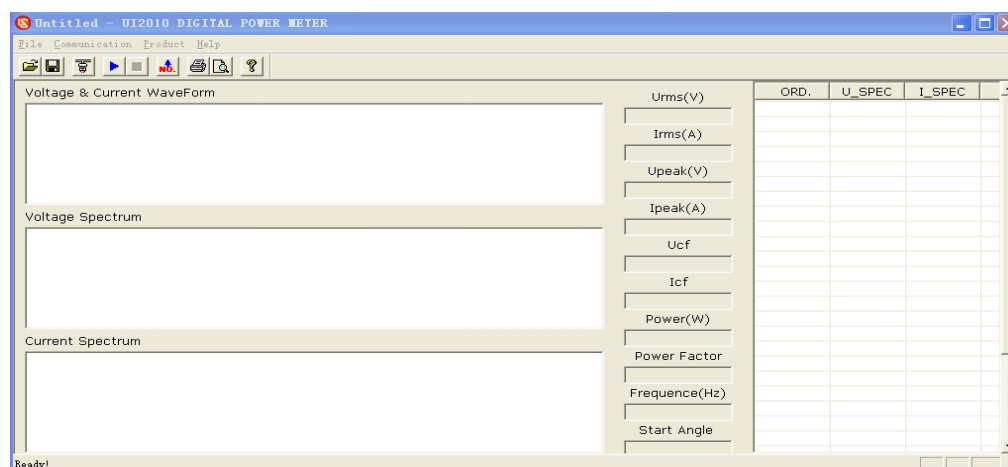 Untitled - UI2010 DIGITAL POWER METER
File Communication Product Help
NO.
Voltage & Current WaveForm
Voltage Spectrum
Current Spectrum
Urms(V)
Irms(A)
Upeak(V)
Ipeak(A)
Ucf
Icf
Power(W)
Power Factor
Frequence(Hz)
Start Angle
ORD. U_SPEC I_SPEC
Ready!